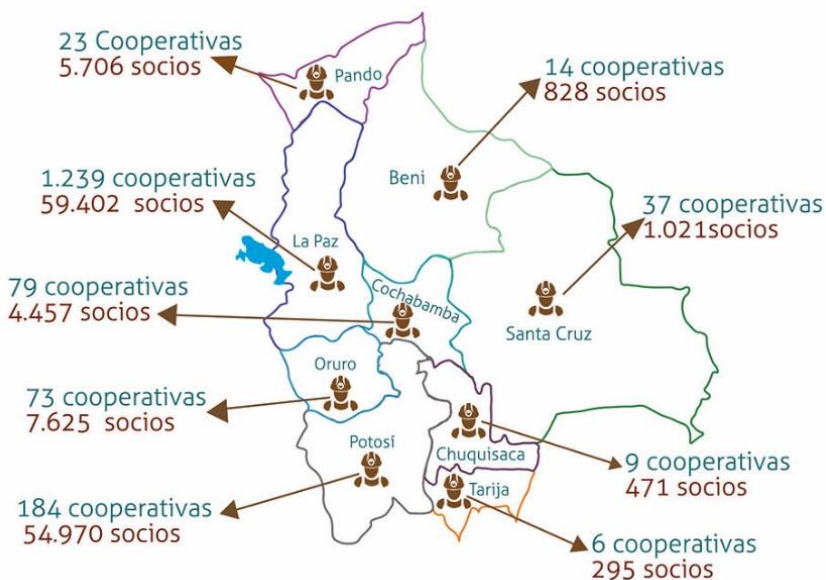 23 Cooperativas
5.706 socios
Pando
14 cooperativas
828 socios
Beni
1.239 cooperativas
59.402 socios
La Paz
37 cooperativas
1.021socios
Santa Cruz
79 cooperativas
4.457 socios
Cochabamba
Oruro
73 cooperativas
7.625 socios
Potosí
Chuquisaca
9 cooperativas
471 socios
Tarija
184 cooperativas
54.970 socios
6 cooperativas
295 socios